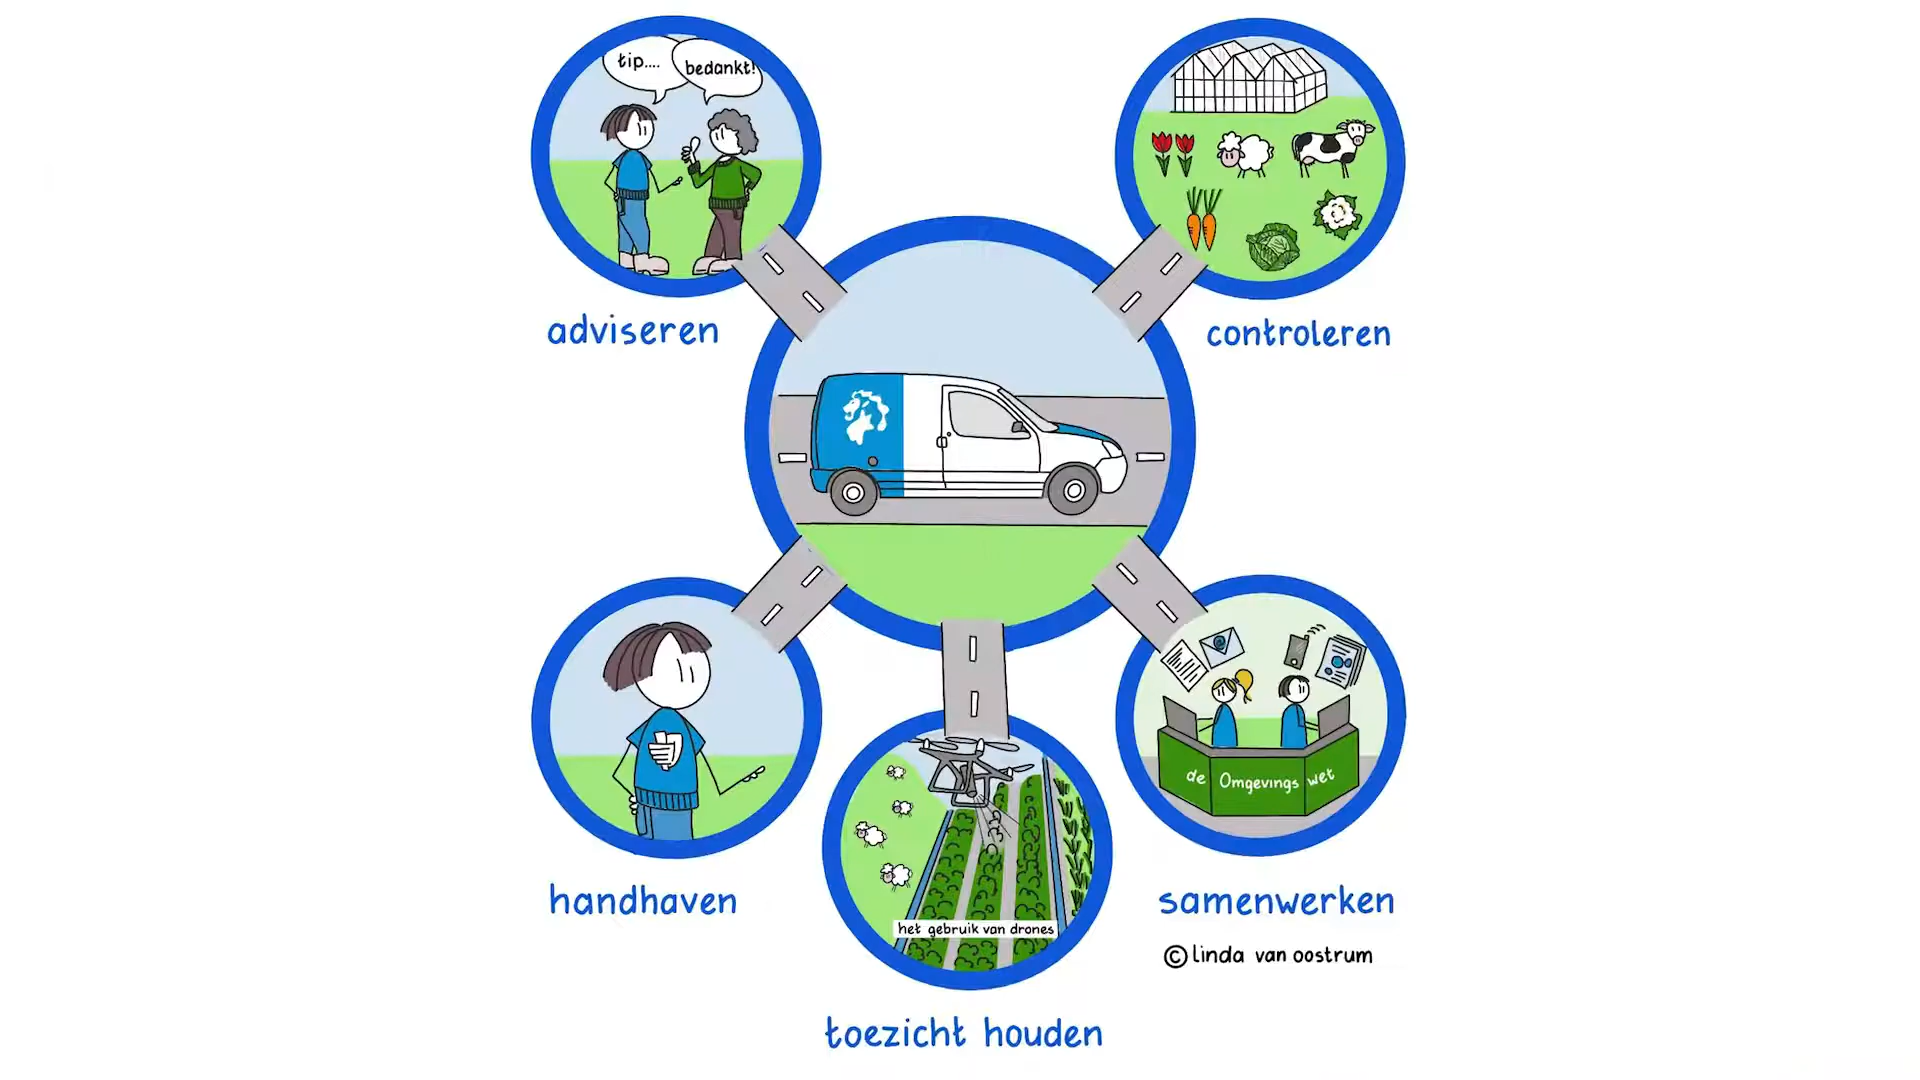 tip....
bedankt!
adviseren
controleren
de Omgevings wet
handhaven
samenwerken
het gebruik van drones
© linda van oostrum
toezicht houden